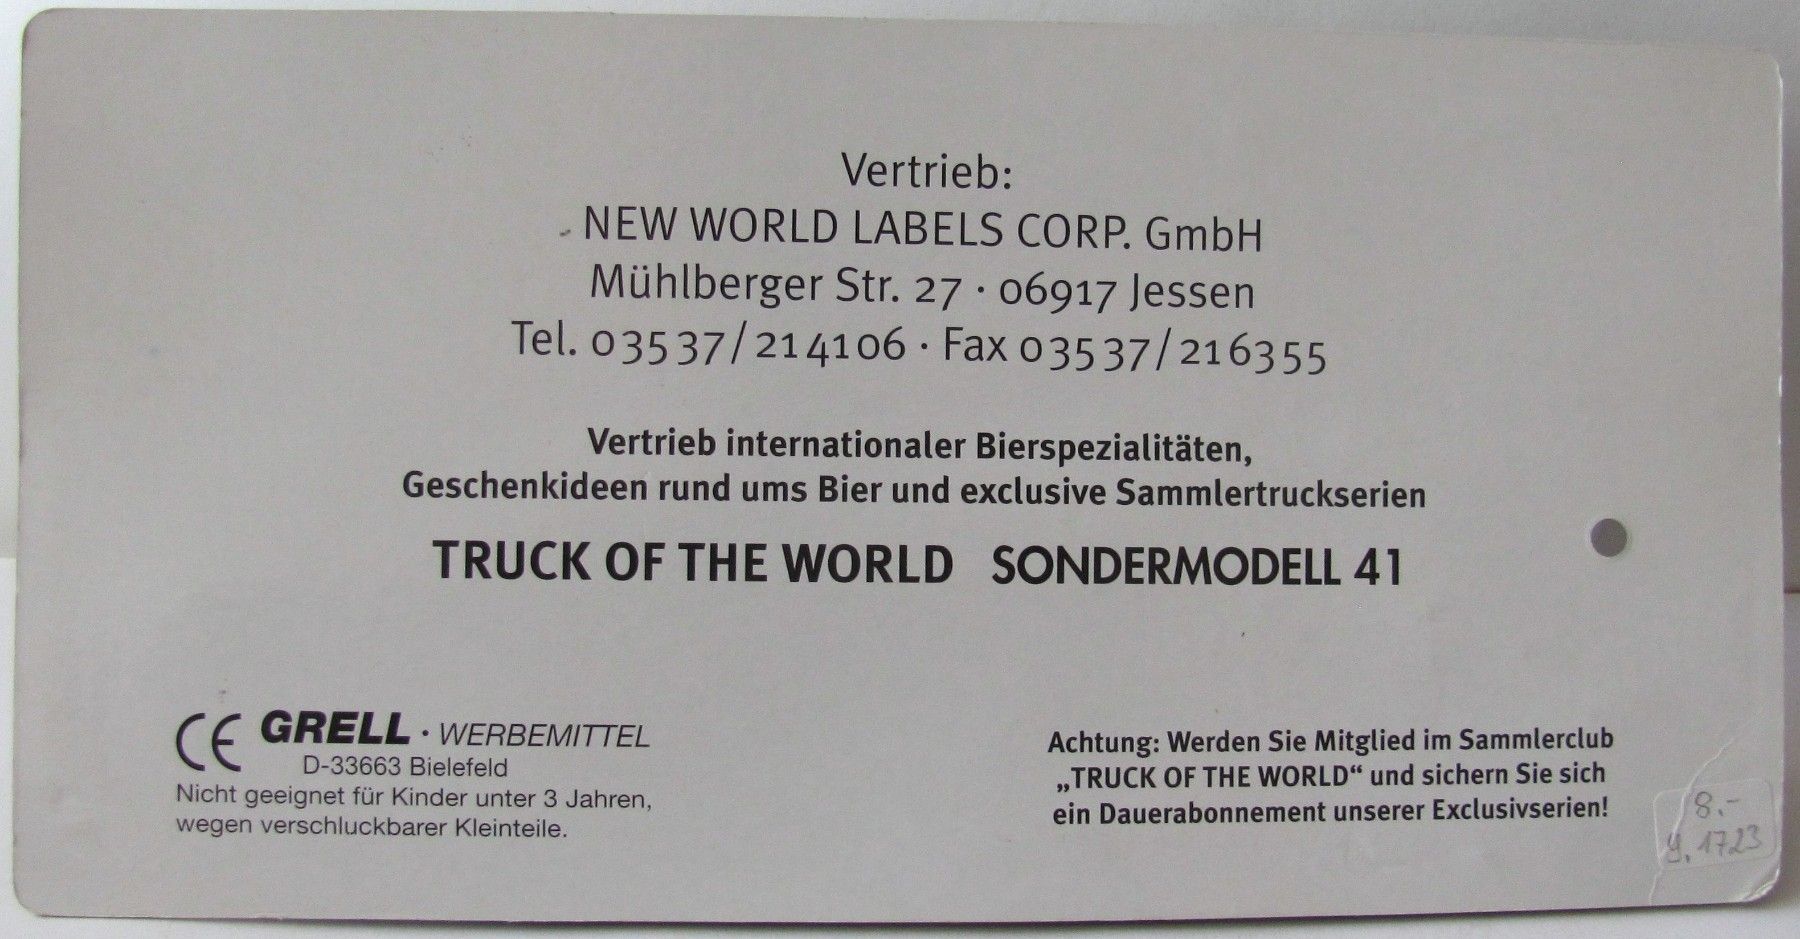 Vertrieb:
NEW WORLD LABELS CORP. GmbH
Mühlberger Str. 27 · 06917 Jessen
Tel. 03537/214106 · Fax 03537/216355
Vertrieb internationaler Bierspezialitäten,
Geschenkideen rund ums Bier und exclusive Sammlertruckserien
TRUCK OF THE WORLD SONDERMODELL 41
CE GRELL · WERBEMITTEL
D-33663 Bielefeld
Nicht geeignet für Kinder unter 3 Jahren,
wegen verschluckbarer Kleinteile.
Achtung: Werden Sie Mitglied im Sammlerclub
„TRUCK OF THE WORLD“ und sichern Sie sich
ein Dauerabonnement unserer Exclusivserien!
8.-
1723